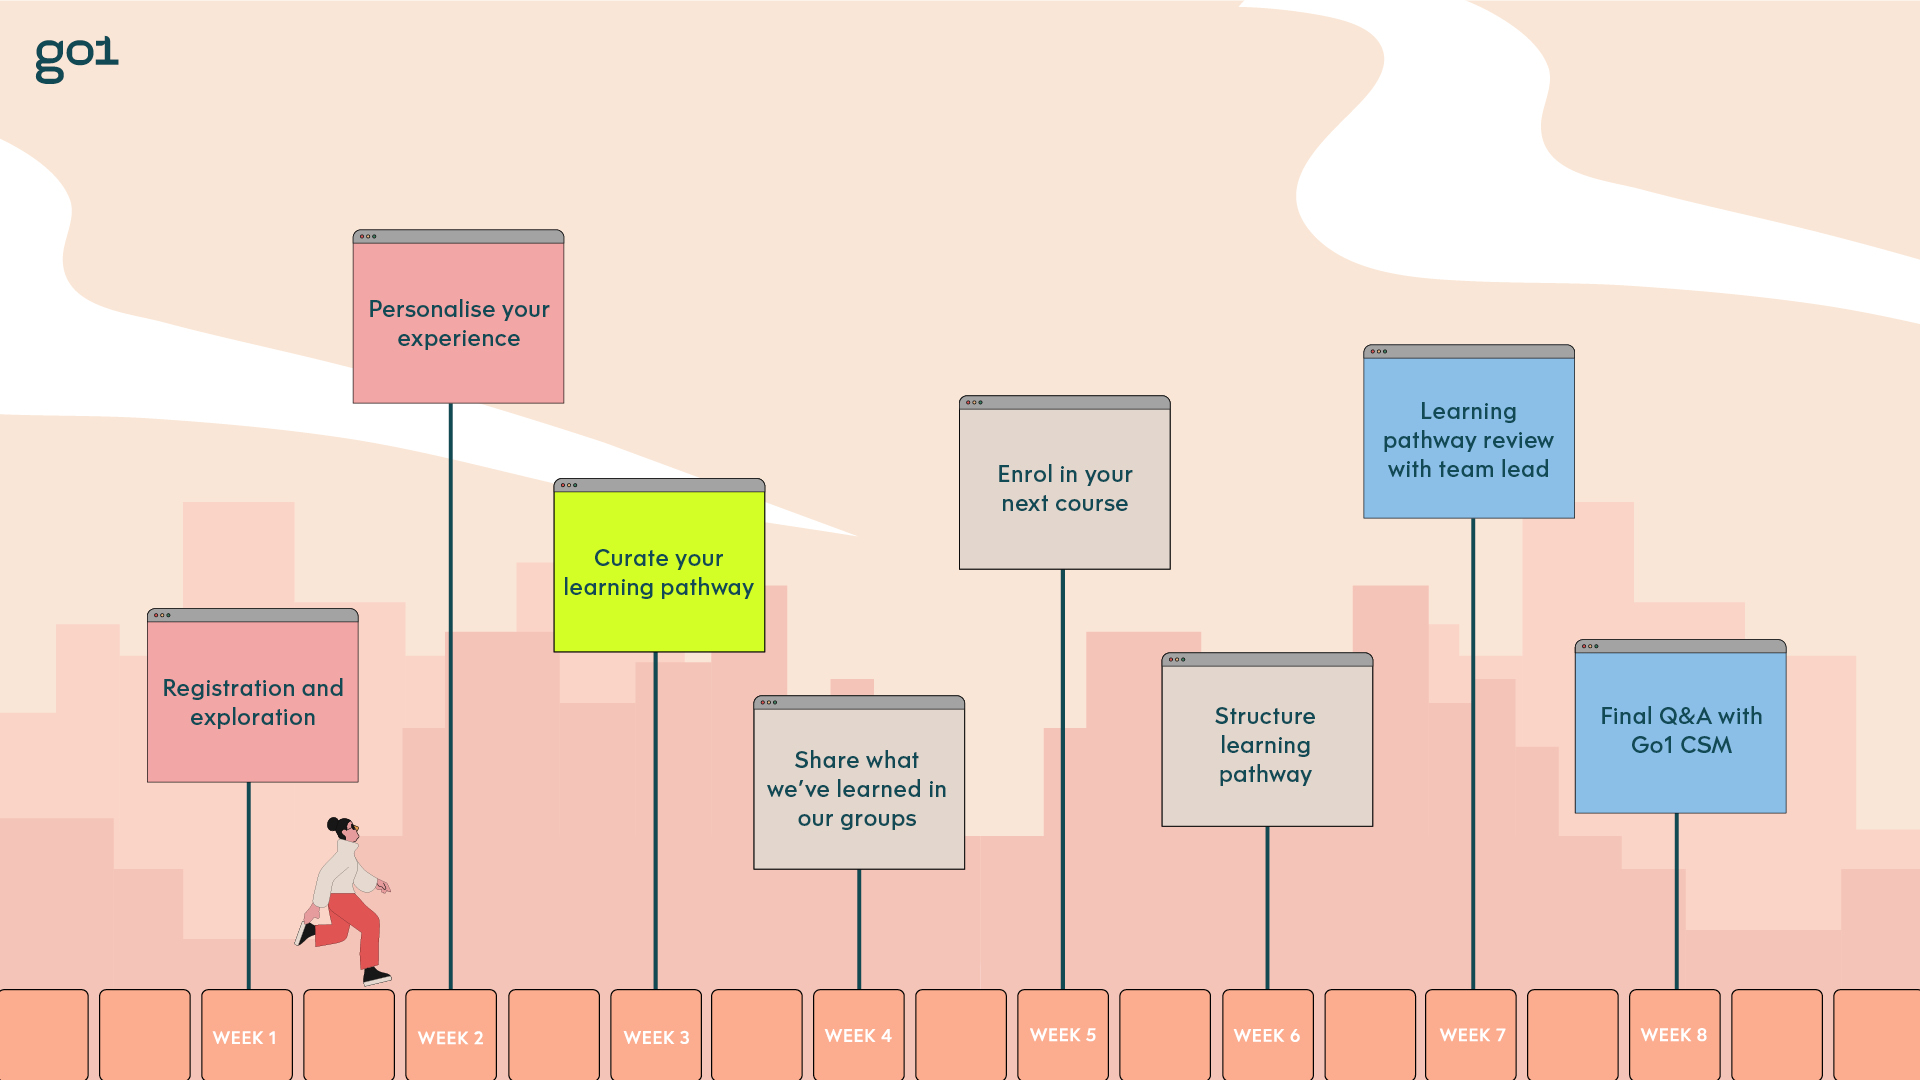 go1
Personalise your
experience
Learning
pathway review
with team lead
Enrol in your
next course
Curate your
learning pathway
Registration and
exploration
Share what
we've learned in
our groups
Structure
learning
pathway
Final Q&A with
Go1 CSM
WEEK 1
WEEK 2
WEEK 3
WEEK 4
WEEK 5
WEEK 6
WEEK 7
WEEK 8